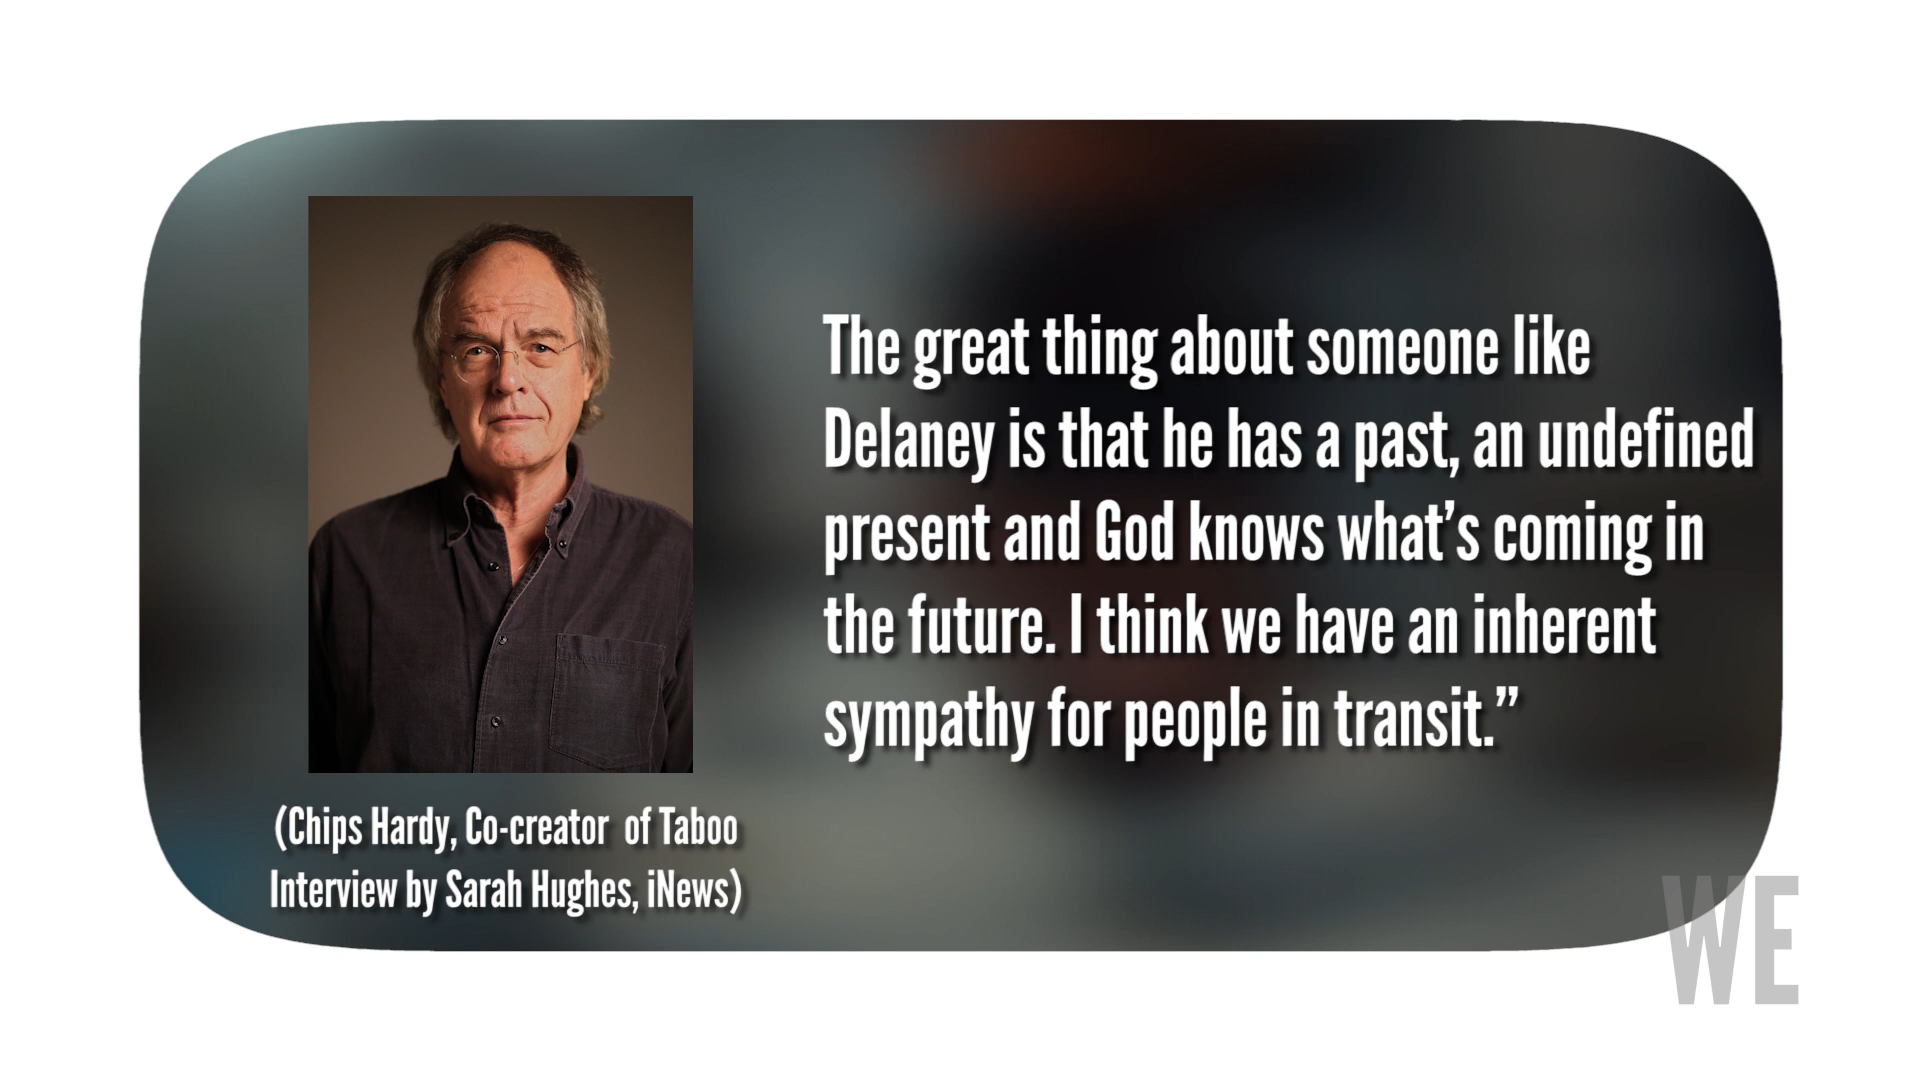 The great thing about someone like
Delaney is that he has a past, an undefined
present and God knows what’s coming in
the future. I think we have an inherent
sympathy for people in transit.”
(Chips Hardy, Co-creator of Taboo
Interview by Sarah Hughes, iNews)
WE